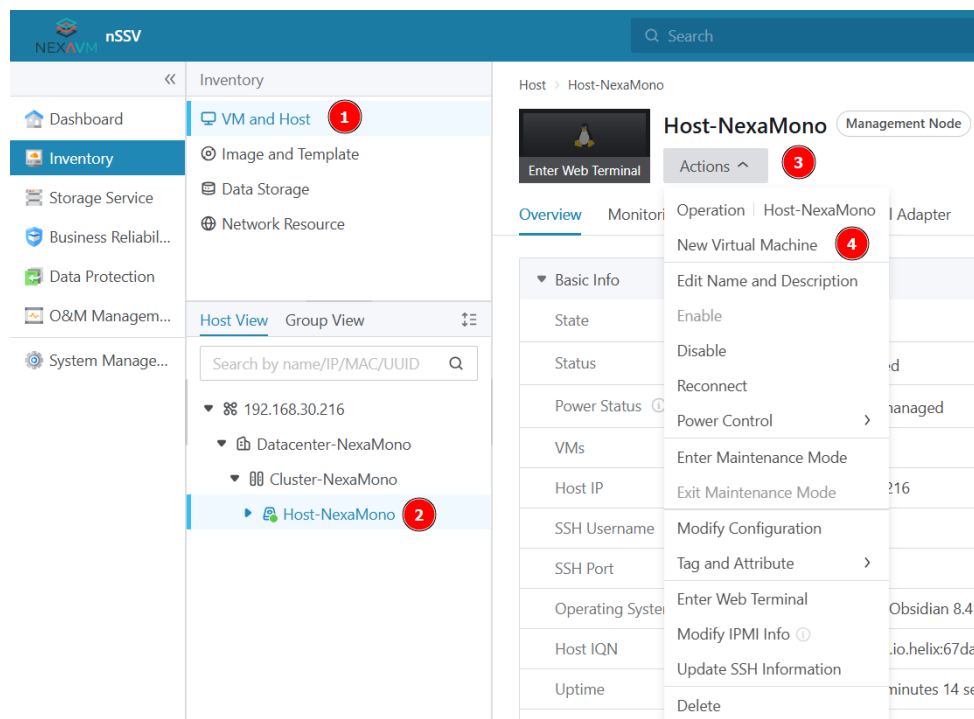 NEXAVM
nSSV
Search
Dashboard
Inventory
Storage Service
Business Reliabil...
Data Protection
O&M Managem...
System Manage...
Inventory
VM and Host
1
Image and Template
Data Storage
Network Resource
Host View Group View
Search by name/IP/MAC/UUID
192.168.30.216
Datacenter-NexaMono
Cluster-NexaMono
Host-NexaMono
2
Host Host-NexaMono
Enter Web Terminal
Host-NexaMono
Management Node
Actions
3
Overview Monitori l Adapter
Operation Host-NexaMono
New Virtual Machine
4
Edit Name and Description
Enable
Disable
Reconnect
Power Control
Enter Maintenance Mode
Exit Maintenance Mode
Modify Configuration
Tag and Attribute
Enter Web Terminal
Modify IPMI Info
Update SSH Information
Delete
Basic Info
State
Status ed
Power Status nanaged
VMs
Host IP 216
SSH Username
SSH Port
Operating Syster Obsidian 8.4
Host IQN .io.helix:67da
Uptime minutes 14 se